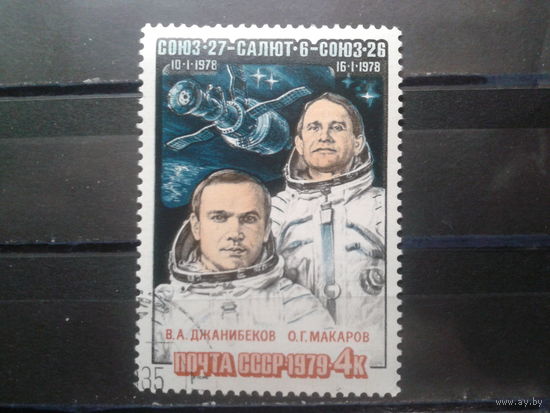 СОЮЗ·27–САЛЮТ·6–СОЮЗ·26
10·I·1978 16·I·1978
В.А.ДЖАНИБЕКОВ О.Г.МАКАРОВ
ПОЧТА СССР·1979·4К
35
www.ay.by